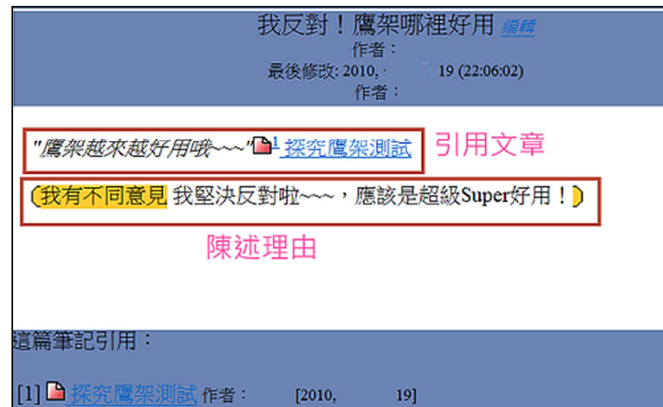 我反對！鷹架哪裡好用 編輯
作者：
最後修改: 2010, 19 (22:06:02)
作者：
"鷹架越來越好用哦~~~" 1 探究鷹架測試
引用文章
(我有不同意見 我堅決反對啦~~~，應該是超級Super好用！)
陳述理由
這篇筆記引用：
[1] 探究鷹架測試 作者： [2010, 19]